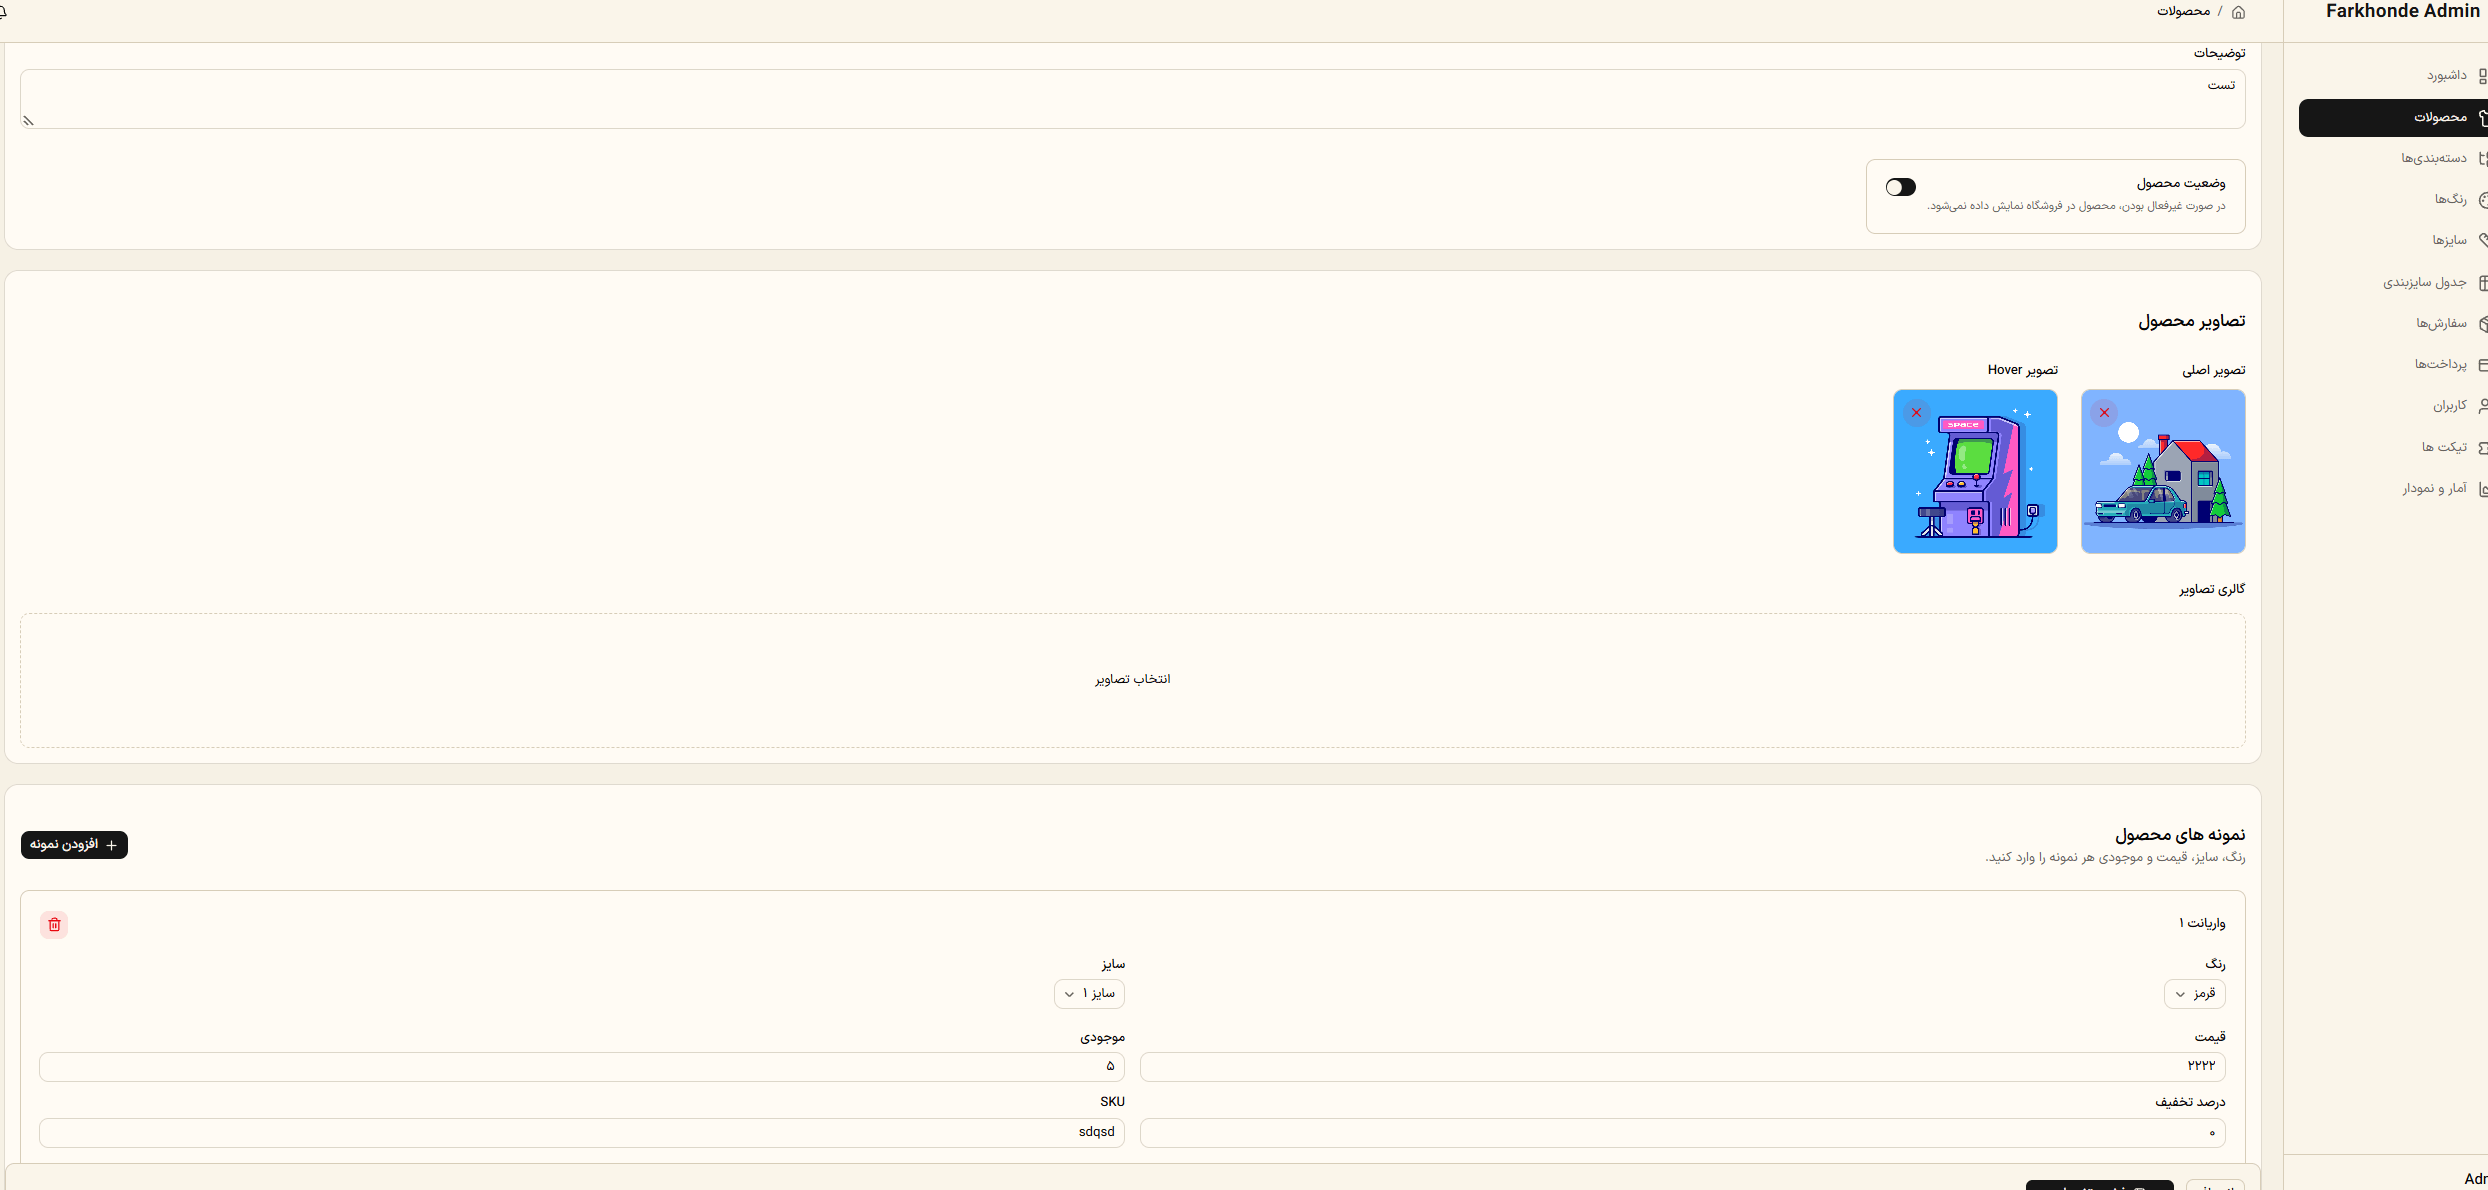 Farkhonde Admin
محصولات /
داشبورد
محصولات
دسته‌بندی‌ها
رنگ‌ها
سایزها
جدول سایزبندی
سفارش‌ها
پرداخت‌ها
کاربران
تیکت ها
آمار و نمودار
توضیحات
تست
وضعیت محصول
در صورت غیرفعال بودن، محصول در فروشگاه نمایش داده نمی‌شود.
تصاویر محصول
تصویر اصلی
تصویر Hover
SPACE
گالری تصاویر
انتخاب تصاویر
نمونه های محصول
رنگ، سایز، قیمت و موجودی هر نمونه را وارد کنید.
افزودن نمونه
واریانت ۱
رنگ
قرمز
سایز
سایز ۱
قیمت
۲۲۲۲
موجودی
۵
درصد تخفیف
۰
SKU
sdqsd